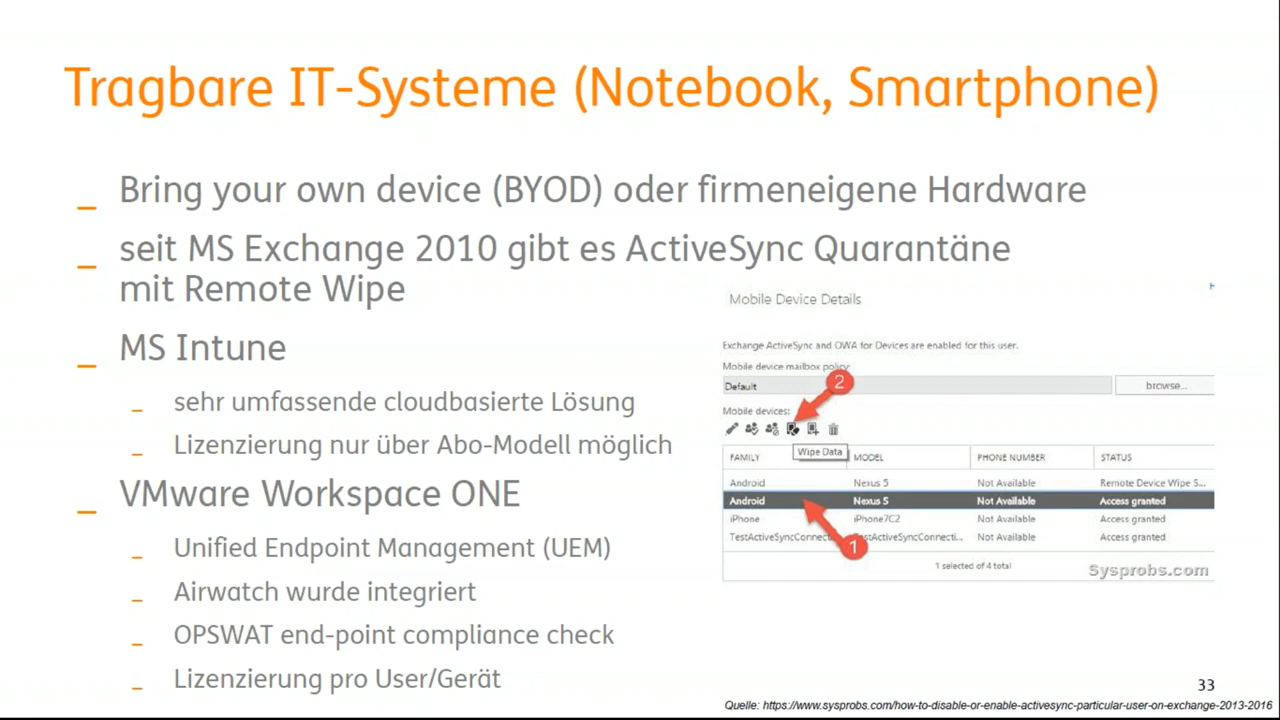 Tragbare IT-Systeme (Notebook, Smartphone)
_ Bring your own device (BYOD) oder firmeneigene Hardware
_ seit MS Exchange 2010 gibt es ActiveSync Quarantäne
mit Remote Wipe
_ MS Intune
_ sehr umfassende cloudbasierte Lösung
_ Lizenzierung nur über Abo-Modell möglich
_ VMware Workspace ONE
_ Unified Endpoint Management (UEM)
_ Airwatch wurde integriert
_ OPSWAT end-point compliance check
_ Lizenzierung pro User/Gerät
Mobile Device Details
Exchange ActiveSync and OWA for Devices are enabled for this user.
Mobile device mailbox policy:
Default browse...
2
Mobile devices:
Wipe Data
FAMILY MODEL PHONE NUMBER STATUS
Android Nexus 5 Not Available Remote Device Wipe S...
Android Nexus 5 Not Available Access granted
iPhone iPhone7C2 Not Available Access granted
TestActiveSyncConnecti TestActiveSyncConnecti... Not Available Access granted
1
1 selected of 4 total
Sysprobs.com
33
Quelle: https://www.sysprobs.com/how-to-disable-or-enable-activesync-particular-user-on-exchange-2013-2016